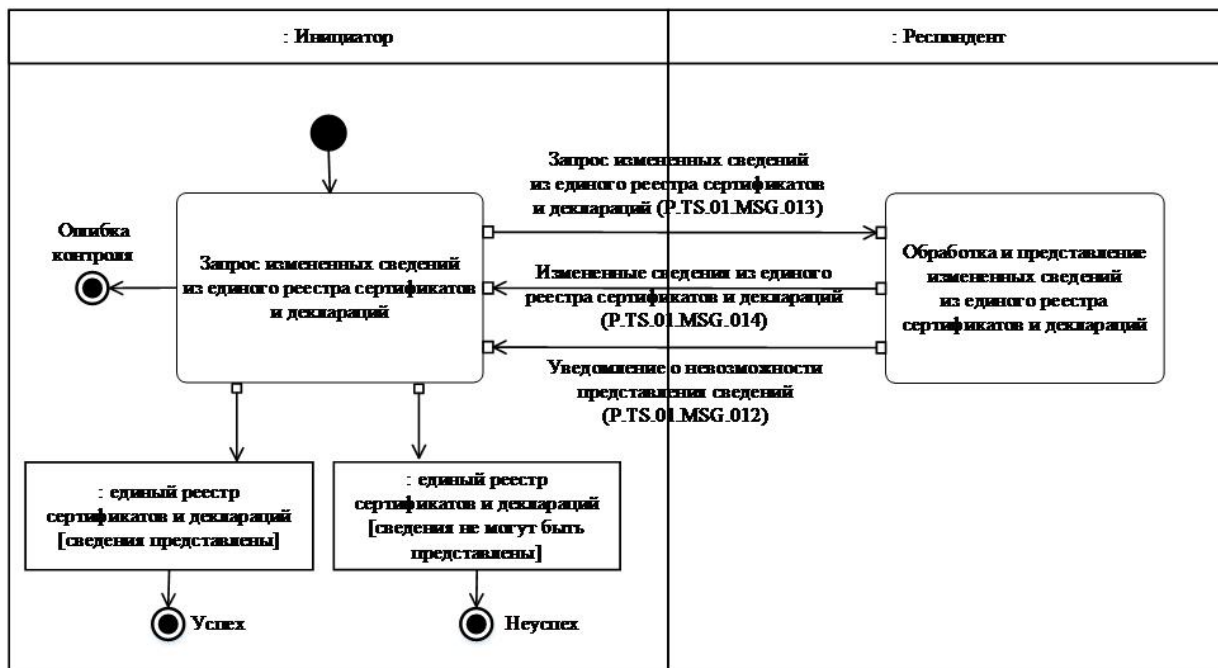 : Инициатор
: Респондент
Запрос измененных сведений
из единого реестра сертификатов
и деклараций (P.TS.01.MSG.013)
Ошибка
контроля
Запрос измененных сведений
из единого реестра сертификатов
и деклараций
Измененные сведения из единого
реестра сертификатов и деклараций
(P.TS.01.MSG.014)
Обработка и представление
измененных сведений
из единого реестра
сертификатов и деклараций
Уведомление о невозможности
представления сведений
(P.TS.01.MSG.012)
: единый реестр
сертификатов и деклараций
[сведения представлены]
: единый реестр
сертификатов и деклараций
[сведения не могут быть
представлены]
Успех
Неуспех